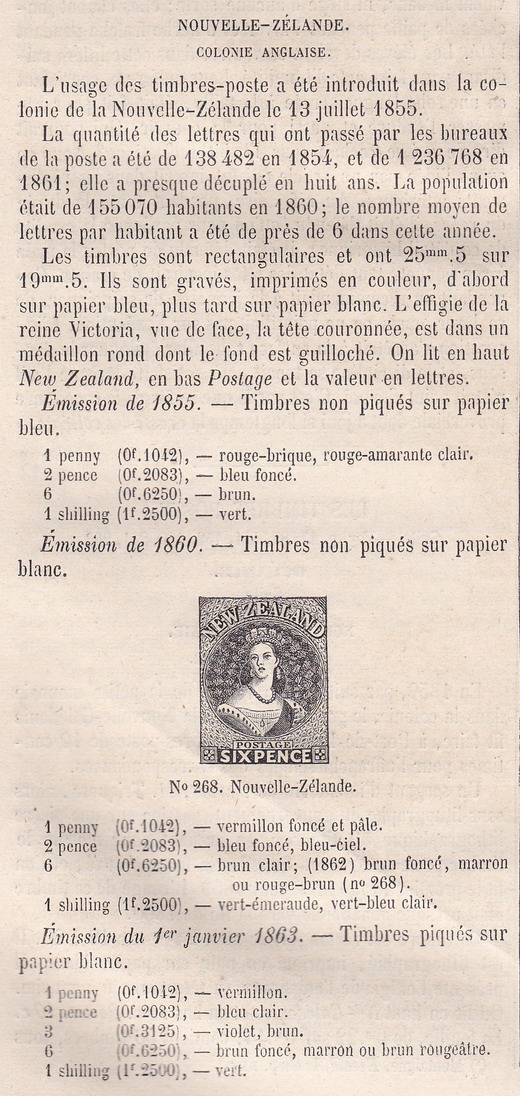 NOUVELLE-ZÉLANDE.
COLONIE ANGLAISE.
L'usage des timbres-poste a été introduit dans la co-
lonie de la Nouvelle-Zélande le 13 juillet 1855.
La quantité des lettres qui ont passé par les bureaux
de la poste a été de 138 482 en 1854, et de 1 236 768 en
1861; elle a presque décuplé en huit ans. La population
était de 155 070 habitants en 1860; le nombre moyen de
lettres par habitant a été de près de 6 dans cette année.
Les timbres sont rectangulaires et ont 25mm.5 sur
19mm.5. Ils sont gravés, imprimés en couleur, d'abord
sur papier bleu, plus tard sur papier blanc. L'effigie de la
reine Victoria, vue de face, la tête couronnée, est dans un
médaillon rond dont le fond est guilloché. On lit en haut
New Zealand, en bas Postage et la valeur en lettres.
Émission de 1855. — Timbres non piqués sur papier
bleu.
1 penny (0f.1042), — rouge-brique, rouge-amarante clair.
2 pence (0f.2083), — bleu foncé.
6 (0f.6250), — brun.
1 shilling (1f.2500), — vert.
Émission de 1860. — Timbres non piqués sur papier
blanc.
NEW ZEALAND
POSTAGE
SIX PENCE
No 268. Nouvelle-Zélande.
1 penny (0f.1042), — vermillon foncé et pâle.
2 pence (0f.2083), — bleu foncé, bleu-ciel.
6 (0f.6250), — brun clair; (1862) brun foncé, marron
ou rouge-brun (no 268).
1 shilling (1f.2500), — vert-émeraude, vert-bleu clair.
Émission du 1er janvier 1863. — Timbres piqués sur
papier blanc.
1 penny (0f.1042), — vermillon.
2 pence (0f.2083), — bleu clair.
3 (0f.3125), — violet, brun.
6 (0f.6250), — brun foncé, marron ou brun rougeâtre.
1 shilling (1f.2500), — vert.